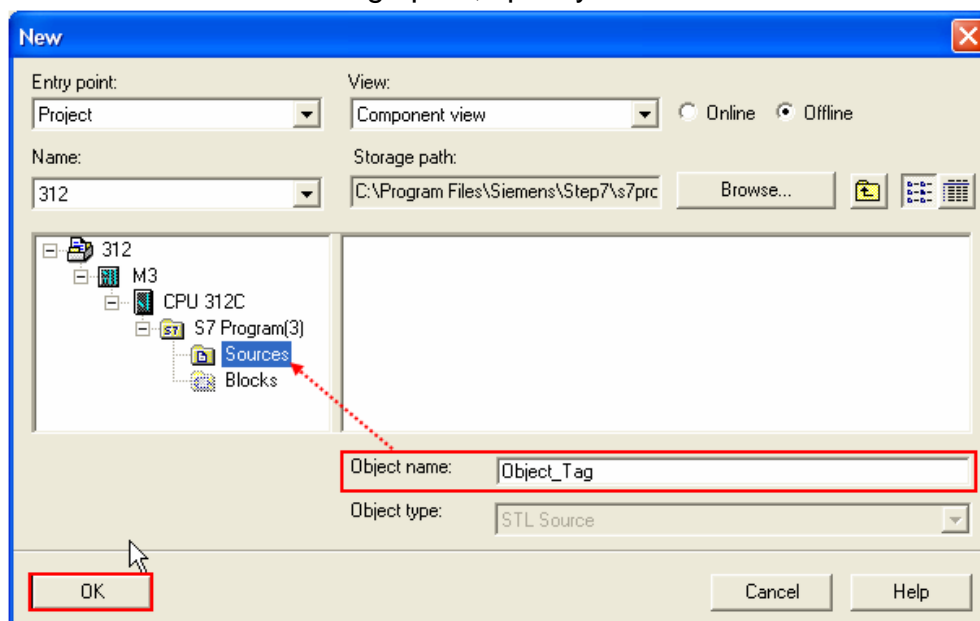 New
Entry point:
View:
Project
Component view
Online
Offline
Name:
Storage path:
312
C:\Program Files\Siemens\Step7\s7prc
Browse...
312
M3
CPU 312C
S7 Program(3)
Sources
Blocks
Object name:
Object_Tag
Object type:
STL Source
OK
Cancel
Help